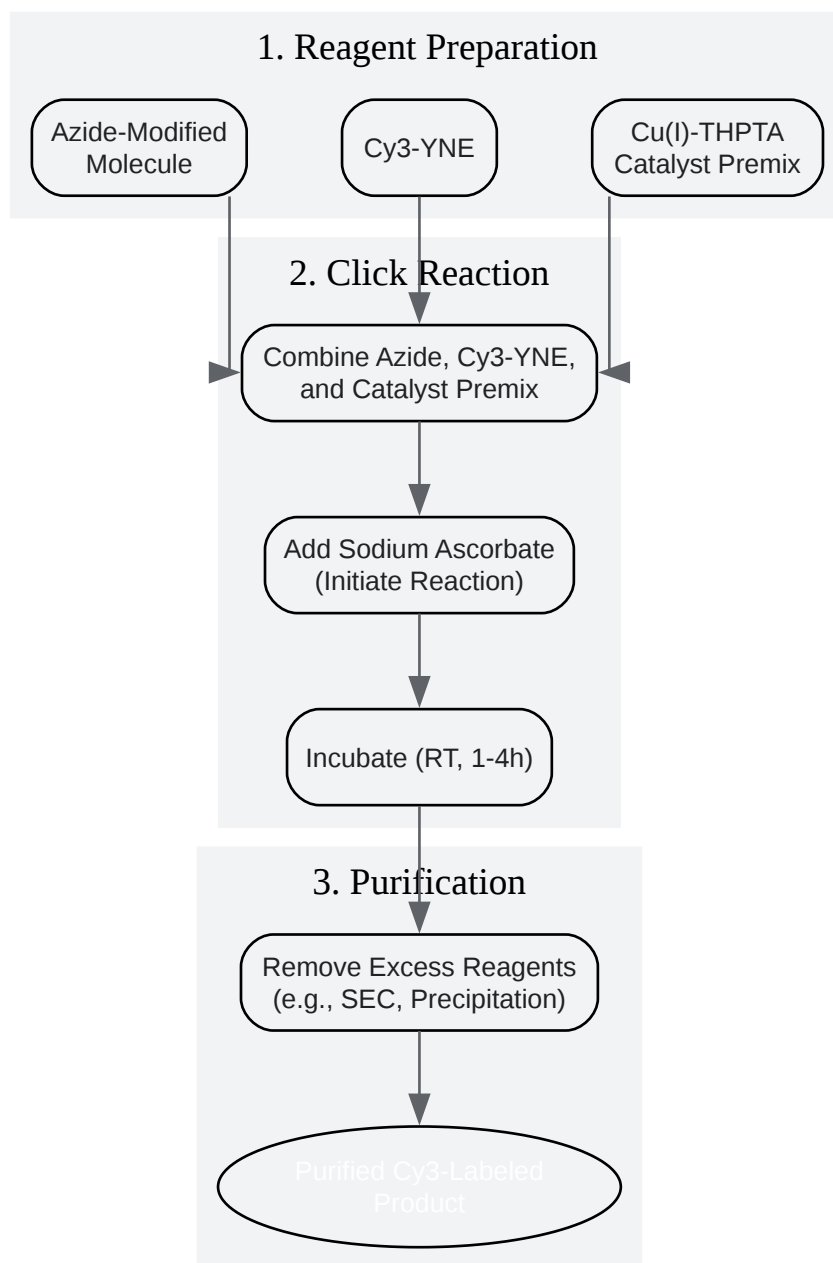 1. Reagent Preparation
Azide-Modified
Molecule
Cy3-YNE
Cu(I)-THPTA
Catalyst Premix
2. Click Reaction
Combine Azide, Cy3-YNE,
and Catalyst Premix
Add Sodium Ascorbate
(Initiate Reaction)
Incubate (RT, 1-4h)
3. Purification
Remove Excess Reagents
(e.g., SEC, Precipitation)
Purified Cy3-Labeled
Product